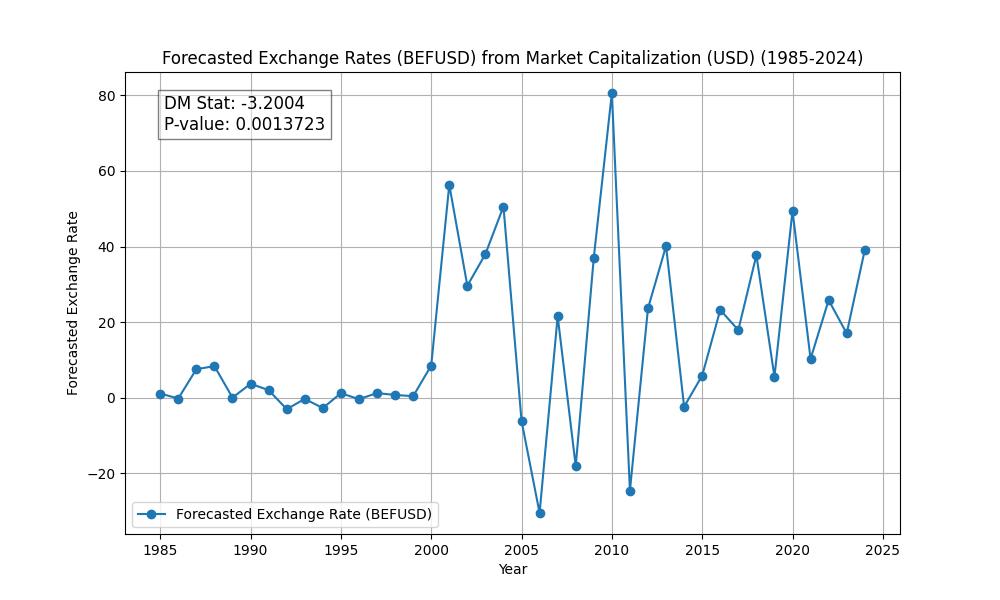 Forecasted Exchange Rates (BEFUSD) from Market Capitalization (USD) (1985-2024)
DM Stat: -3.2004
P-value: 0.0013723
Forecasted Exchange Rate
80
60
40
20
0
−20
Forecasted Exchange Rate (BEFUSD)
1985 1990 1995 2000 2005 2010 2015 2020 2025
Year